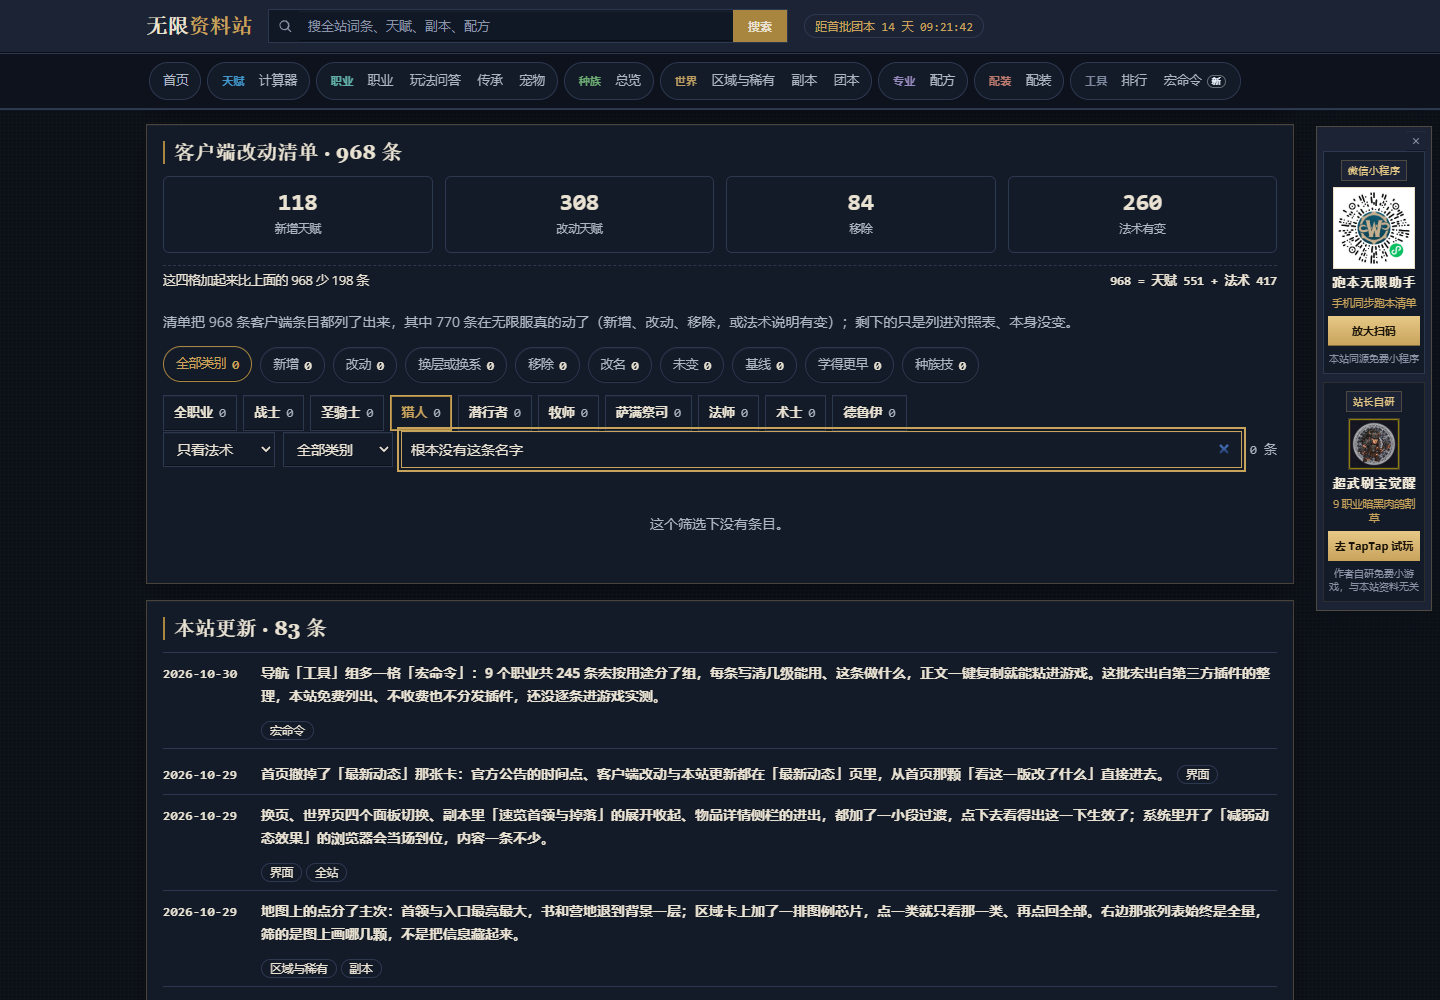 无限资料站
搜全站词条、天赋、副本、配方
搜索
距首批团本 14 天 09:21:42
首页
天赋 计算器
职业 职业 玩法问答 传承 宠物
种族 总览
世界 区域与稀有 副本 团本
专业 配方
配装 配装
工具 排行 宏命令 新
客户端改动清单 · 968 条
118
新增天赋
308
改动天赋
84
移除
260
法术有变
这四格加起来比上面的 968 少 198 条
968 = 天赋 551 + 法术 417
清单把 968 条客户端条目都列了出来，其中 770 条在无限服真的动了（新增、改动、移除，或法术说明有变）；剩下的只是列进对照表、本身没变。
全部类别 0
新增 0
改动 0
换层或换系 0
移除 0
改名 0
未变 0
基线 0
学得更早 0
种族技 0
全职业 0
战士 0
圣骑士 0
猎人 0
潜行者 0
牧师 0
萨满祭司 0
法师 0
术士 0
德鲁伊 0
只看法术
全部类别
根本没有这条名字
×
0 条
这个筛选下没有条目。
本站更新 · 83 条
2026-10-30
导航「工具」组多一格「宏命令」：9 个职业共 245 条宏按用途分了组，每条写清几级能用、这条做什么，正文一键复制就能粘进游戏。这批宏出自第三方插件的整
理，本站免费列出、不收费也不分发插件，还没逐条进游戏实测。
宏命令
2026-10-29
首页撤掉了「最新动态」那张卡：官方公告的时间点、客户端改动与本站更新都在「最新动态」页里，从首页那颗「看这一版改了什么」直接进去。
界面
2026-10-29
换页、世界页四个面板切换、副本里「速览首领与掉落」的展开收起、物品详情侧栏的进出，都加了一小段过渡，点下去看得出这一下生效了；系统里开了「减弱动
态效果」的浏览器会当场到位，内容一条不少。
界面
全站
2026-10-29
地图上的点分了主次：首领与入口最亮最大，书和营地退到背景一层；区域卡上加了一排图例芯片，点一类就只看那一类、再点回全部。右边那张列表始终是全量，
筛的是图上画哪几颗，不是把信息藏起来。
区域与稀有
副本
×
微信小程序
W
跑本无限助手
手机同步跑本清单
放大扫码
本站同源免费小程序
站长自研
超武刷宝觉醒
9 职业暗黑肉鸽割
草
去 TapTap 试玩
作者自研免费小游
戏，与本站资料无关